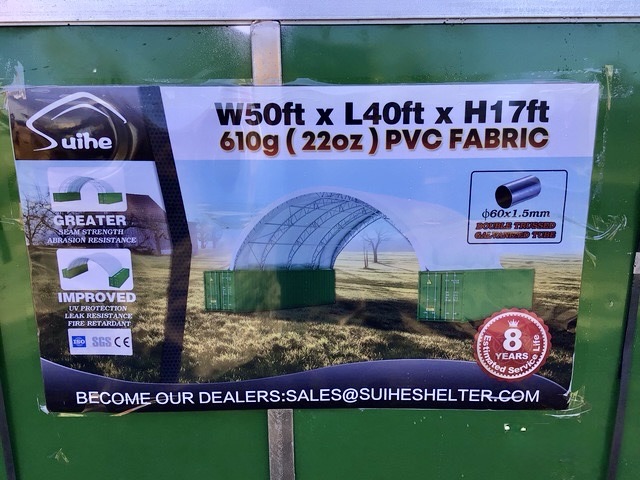 Suihe
W50ft x L40ft x H17ft
610g ( 22oz ) PVC FABRIC
GREATER
SEAM STRENGTH
ABRASION RESISTANCE
IMPROVED
UV PROTECTION
LEAK RESISTANCE
FIRE RETARDANT
ISO SGS CE
ϕ60x1.5mm
DOUBLE TRUSSED
GALVANIZED TUBE
8
YEARS
Estimated Service Life
BECOME OUR DEALERS:SALES@SUIHESHELTER.COM